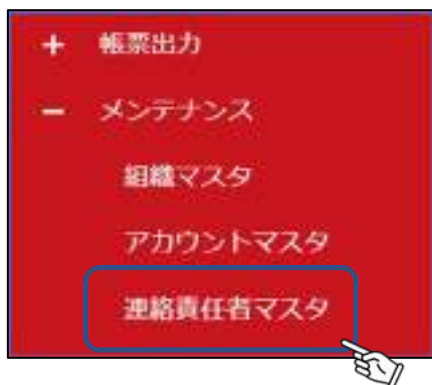 + 帳票出力
− メンテナンス
組織マスタ
アカウントマスタ
連絡責任者マスタ